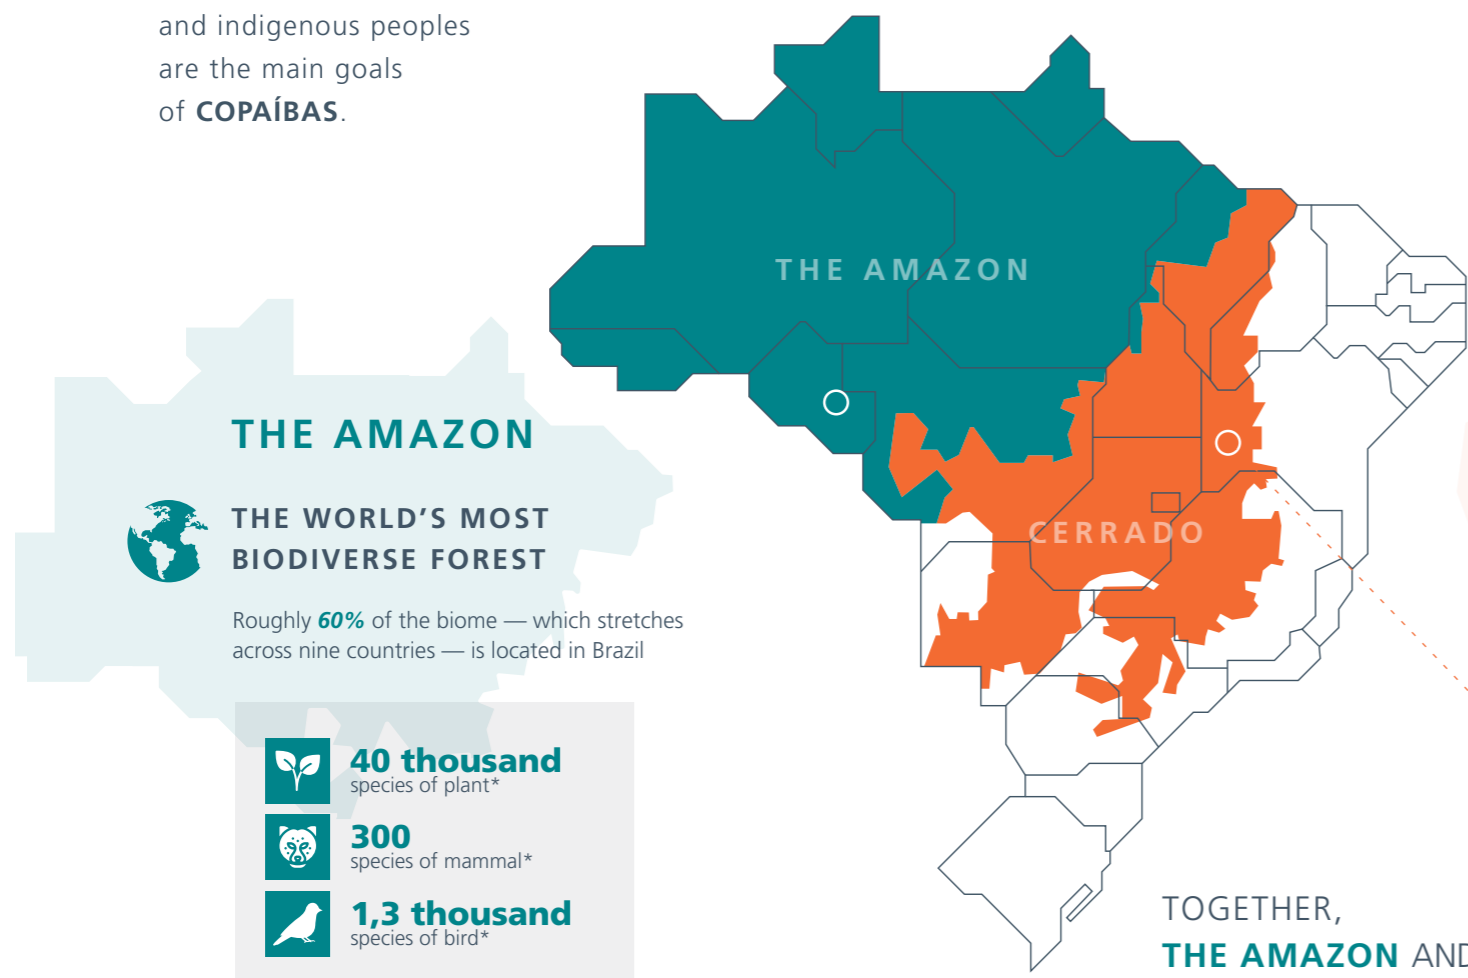 and indigenous peoples
are the main goals
of COPAÍBAS.
THE AMAZON
CERRADO
THE AMAZON
THE WORLD'S MOST
BIODIVERSE FOREST
Roughly 60% of the biome — which stretches
across nine countries — is located in Brazil
40 thousand
species of plant*
300
species of mammal*
1,3 thousand
species of bird*
TOGETHER,
THE AMAZON AND